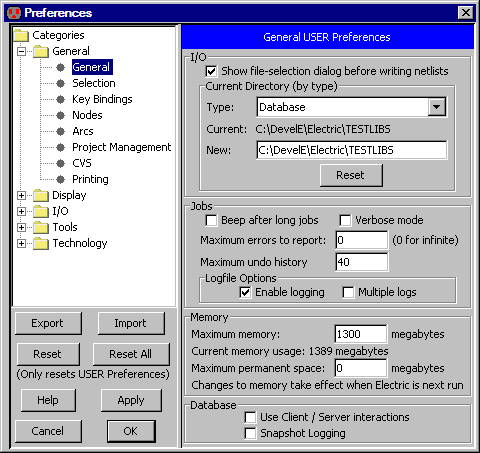 Preferences
Categories
General
General
Selection
Key Bindings
Nodes
Arcs
Project Management
CVS
Printing
Display
I/O
Tools
Technology
Export Import
Reset Reset All
(Only resets USER Preferences)
Help Apply
Cancel OK
General USER Preferences
I/O
Show file-selection dialog before writing netlists
Current Directory (by type)
Type: Database
Current: C:\DevelE\Electric\TESTLIBS
New: C:\DevelE\Electric\TESTLIBS
Reset
Jobs
Beep after long jobs Verbose mode
Maximum errors to report: 0 (0 for infinite)
Maximum undo history 40
Logfile Options
Enable logging Multiple logs
Memory
Maximum memory: 1300 megabytes
Current memory usage: 1389 megabytes
Maximum permanent space: 0 megabytes
Changes to memory take effect when Electric is next run
Database
Use Client / Server interactions
Snapshot Logging